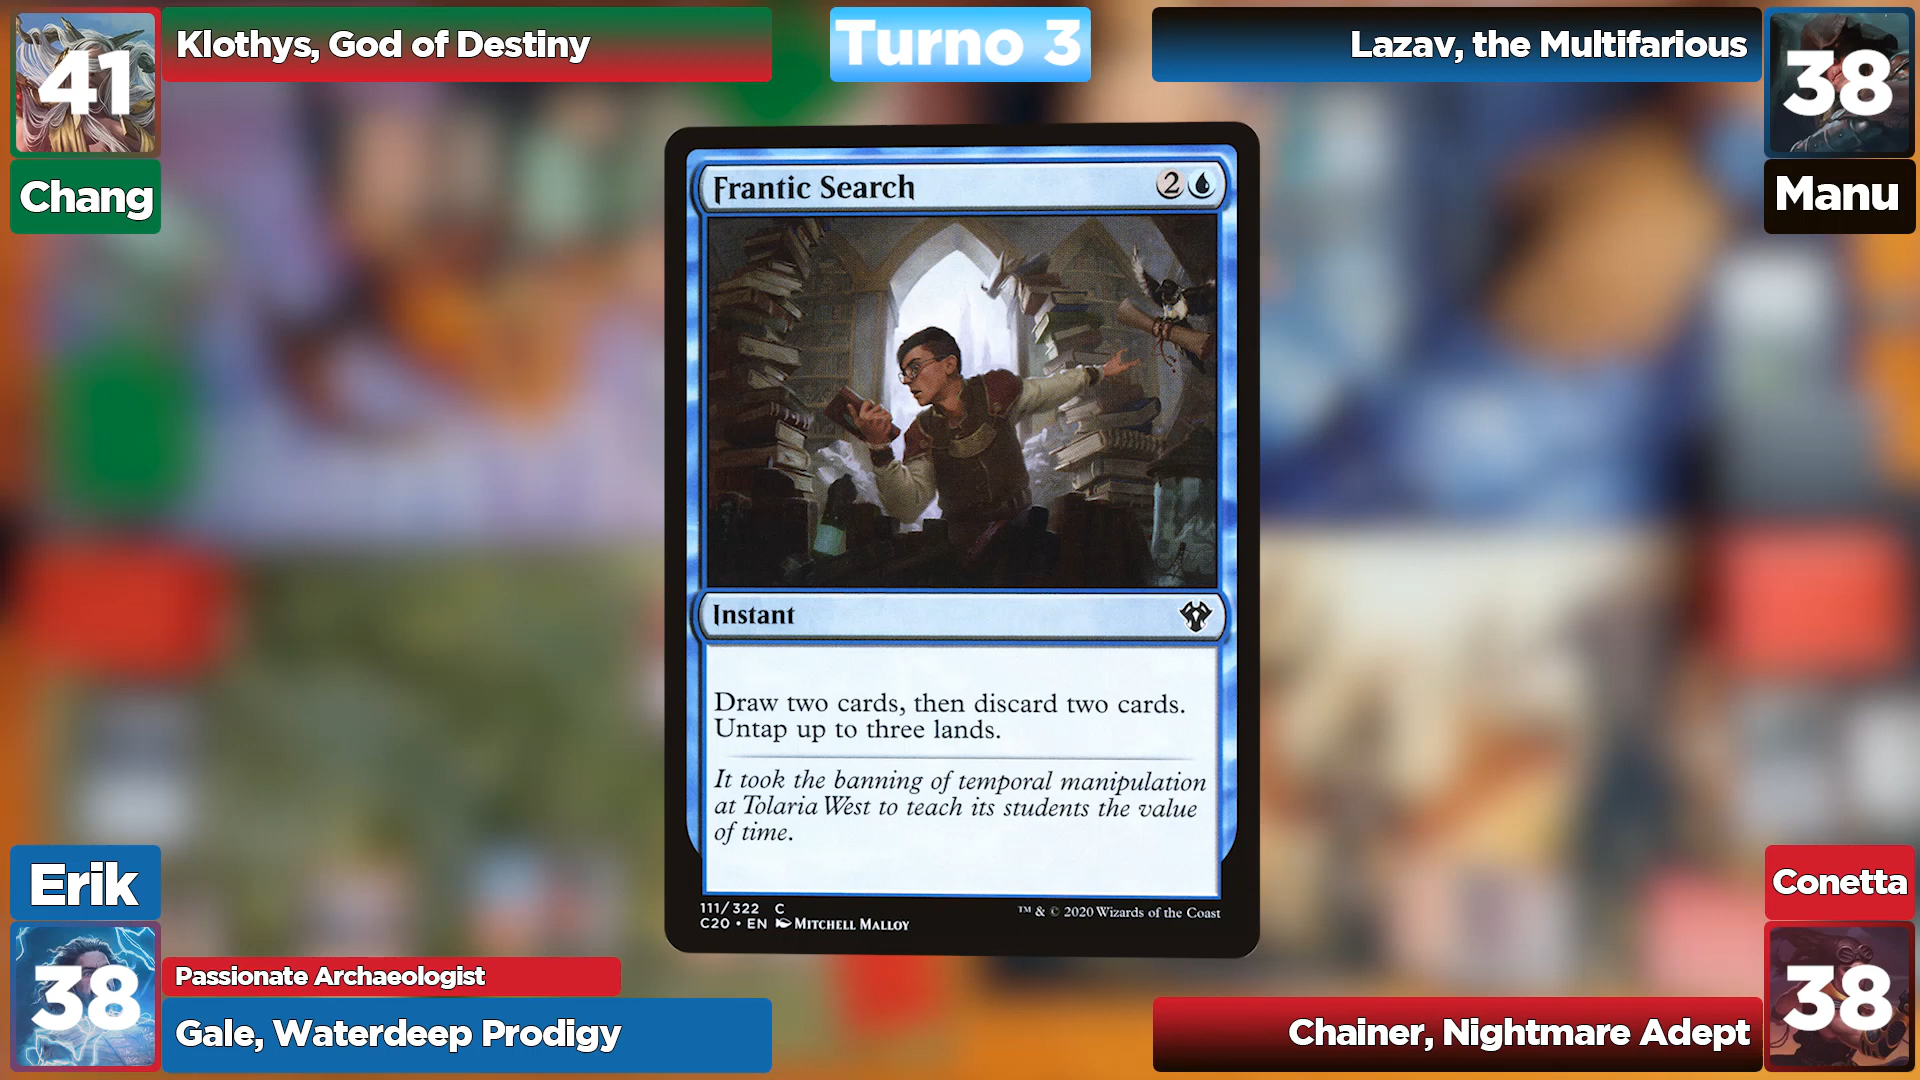 41
Klothys, God of Destiny
Chang
Turno 3
Lazav, the Multifarious
38
Manu
Frantic Search
2
Instant
Draw two cards, then discard two cards.
Untap up to three lands.
It took the banning of temporal manipulation
at Tolaria West to teach its students the value
of time.
111/322 C
C20 • EN Mitchell Malloy
™ & © 2020 Wizards of the Coast
Erik
38
Passionate Archaeologist
Gale, Waterdeep Prodigy
Conetta
38
Chainer, Nightmare Adept